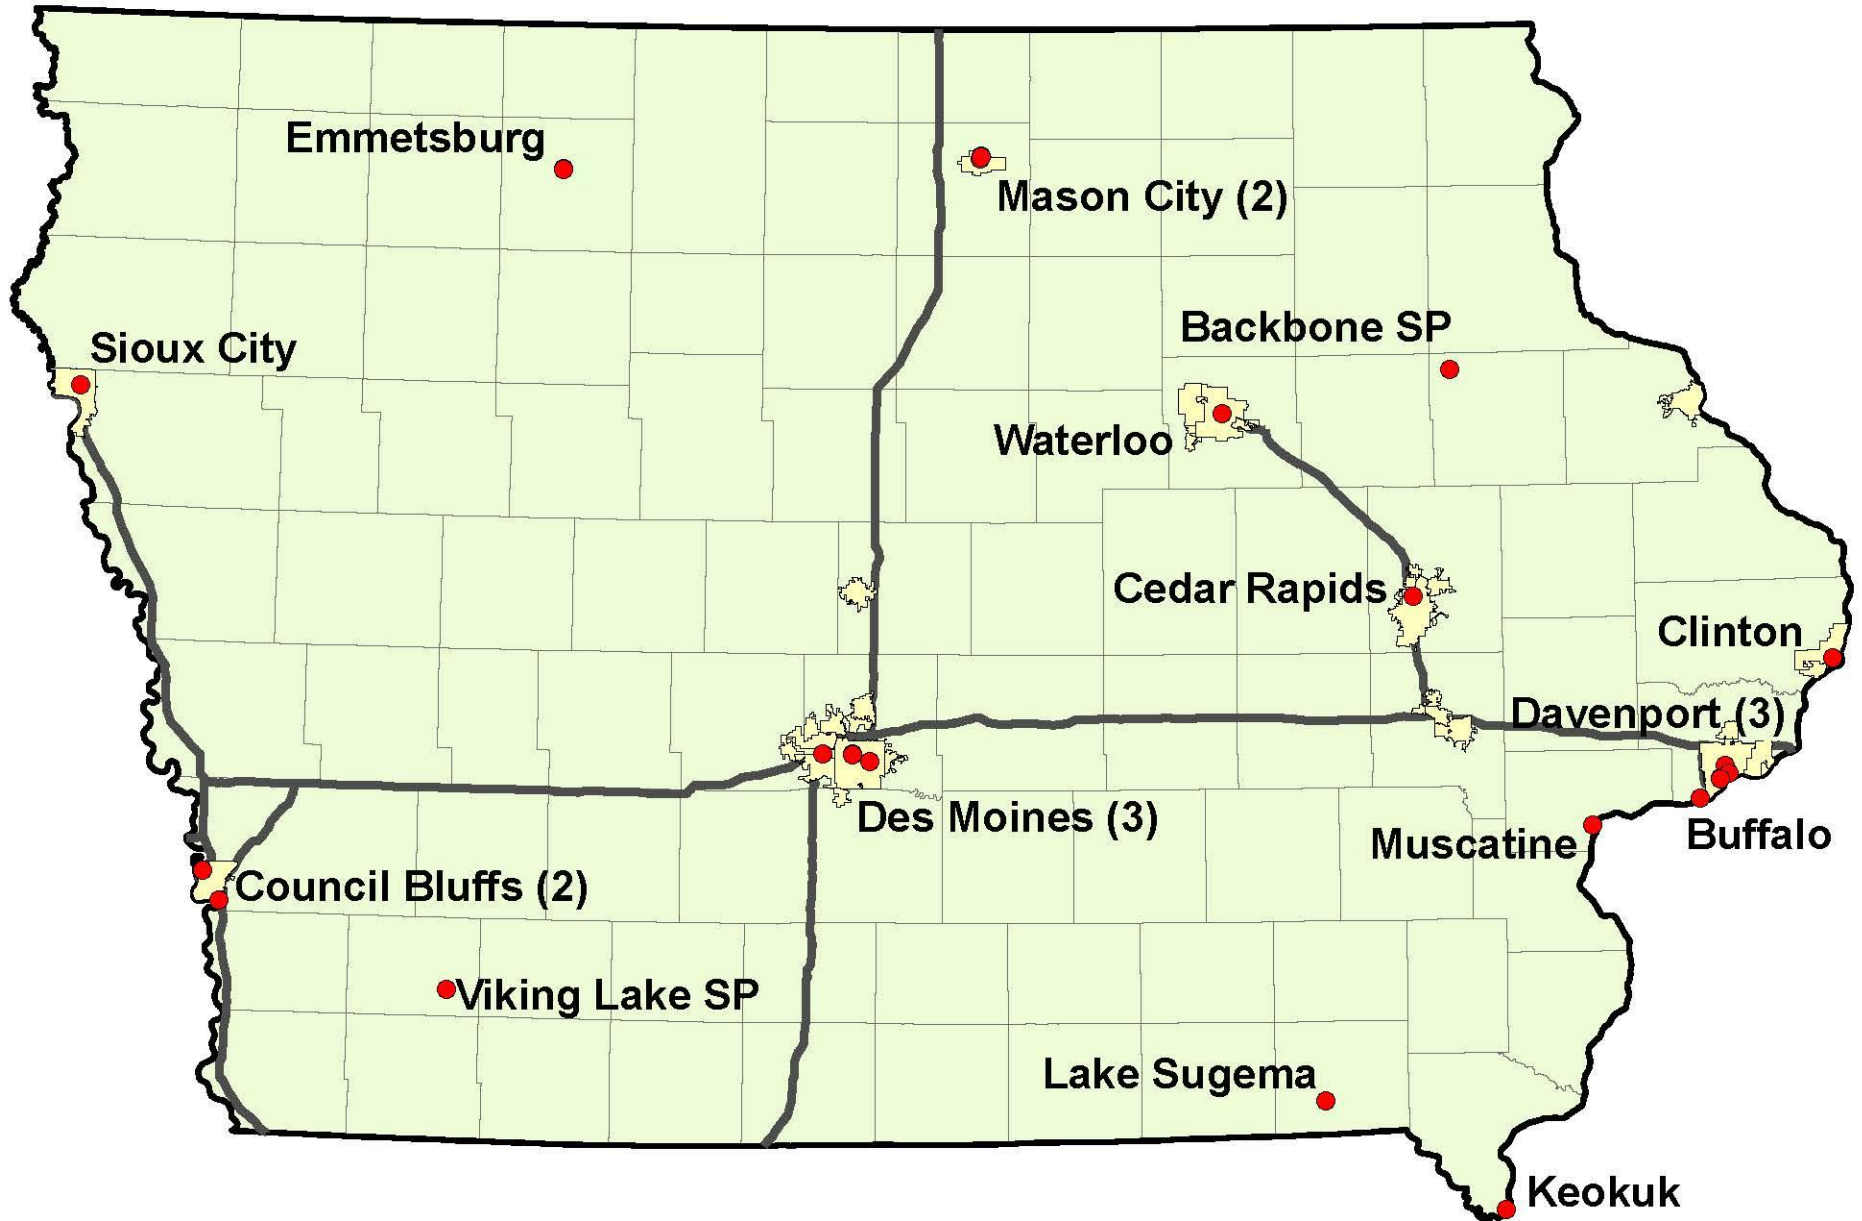 Emmetsburg
Mason City (2)
Backbone SP
Sioux City
Waterloo
Cedar Rapids
Clinton
Davenport (3)
Des Moines (3)
Buffalo
Muscatine
Council Bluffs (2)
Viking Lake SP
Lake Sugema
Keokuk